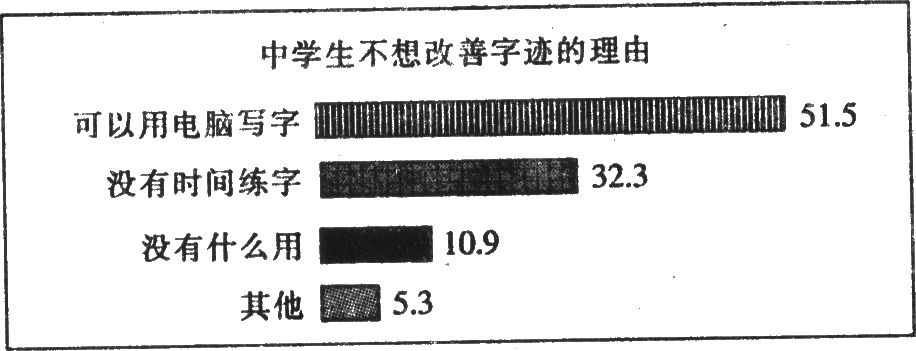 中学生不想改善字迹的理由
可以用电脑写字 51.5
没有时间练字 32.3
没有什么用 10.9
其他 5.3